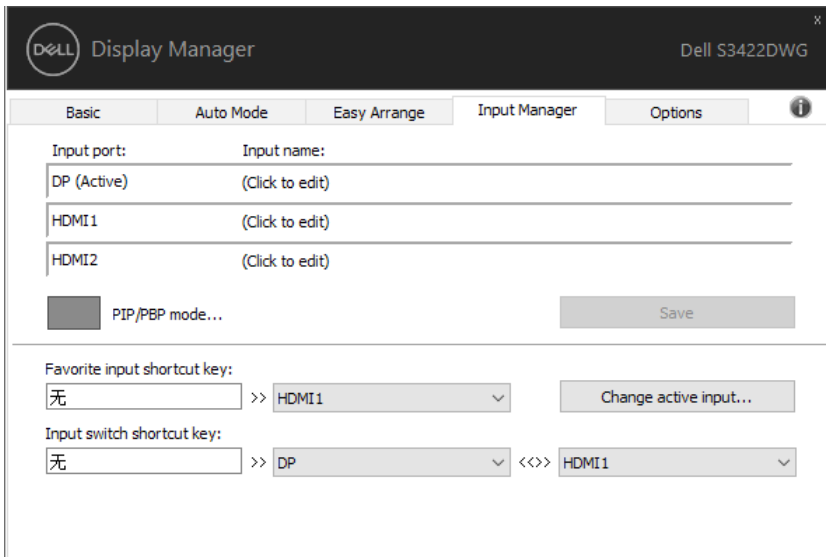 x
DELL Display Manager Dell S3422DWG
Basic Auto Mode Easy Arrange Input Manager Options i
Input port: Input name:
DP (Active) (Click to edit)
HDMI1 (Click to edit)
HDMI2 (Click to edit)
PIP/PBP mode... Save
Favorite input shortcut key:
无 >> HDMI1 Change active input...
Input switch shortcut key:
无 >> DP <<>> HDMI1